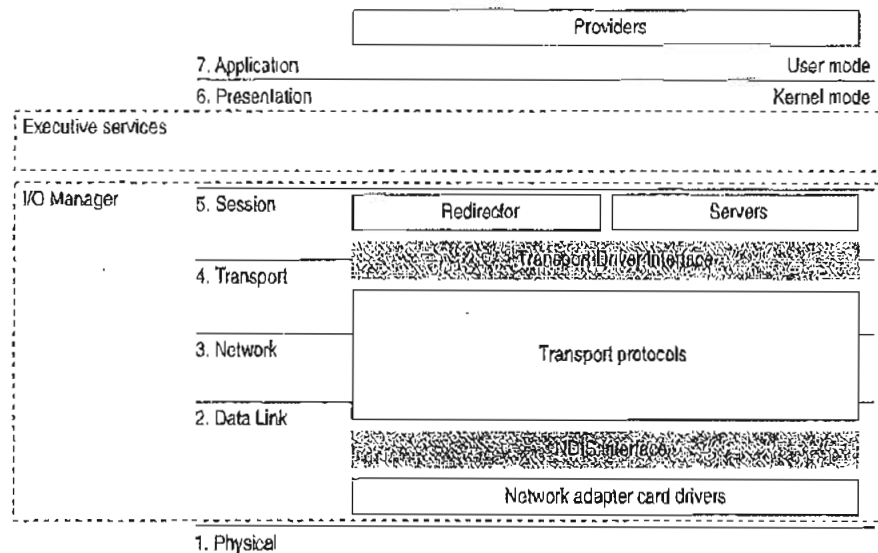 Providers
7. Application
User mode
6. Presentation
Kernel mode
Executive services
I/O Manager
5. Session
Redirector
Servers
Transport Driver Interface
4. Transport
3. Network
Transport protocols
2. Data Link
NDIS interface
Network adapter card drivers
1. Physical